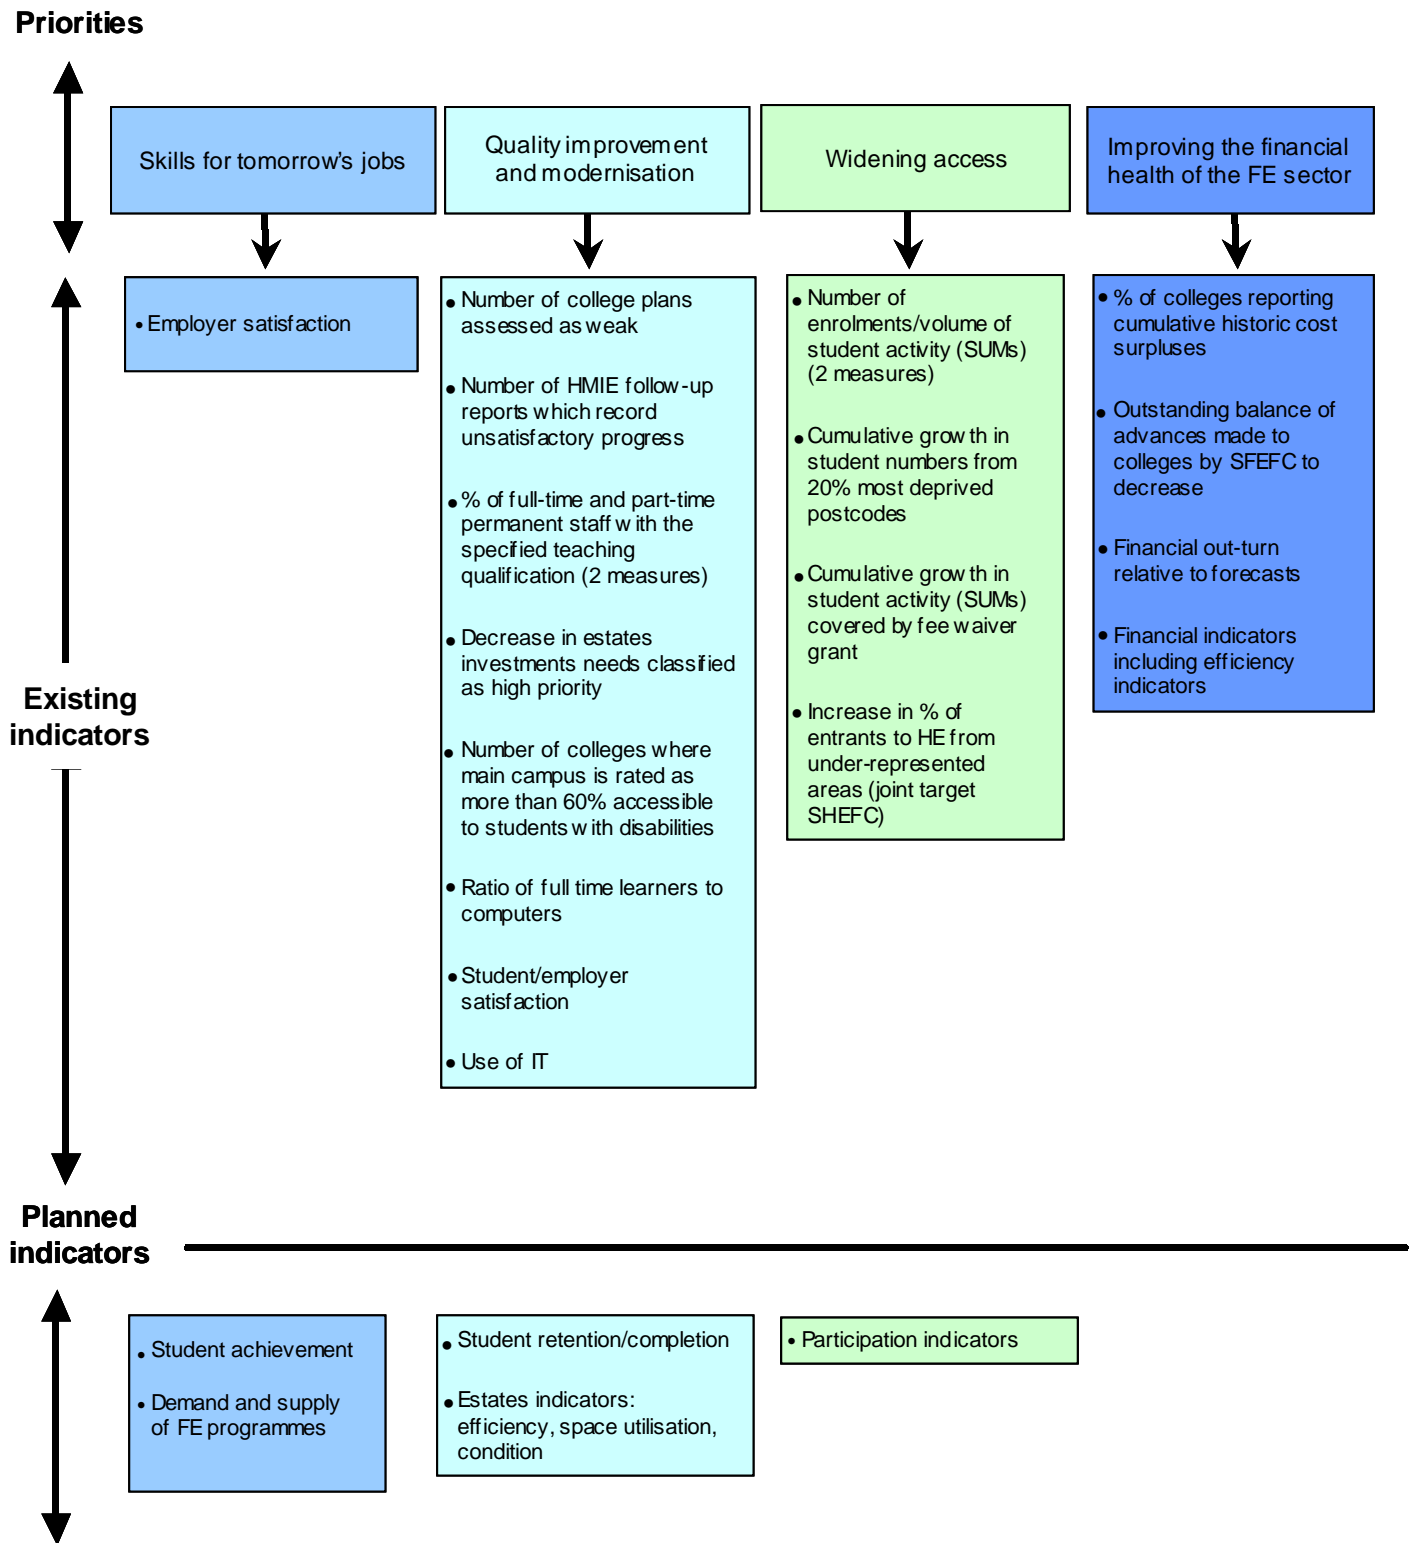 Priorities
Skills for tomorrow's jobs
Quality improvement
and modernisation
Widening access
Improving the financial
health of the FE sector
Existing
indicators
• Employer satisfaction
• Number of college plans
assessed as weak
• Number of HMIE follow-up
reports which record
unsatisfactory progress
• % of full-time and part-time
permanent staff with the
specified teaching
qualification (2 measures)
• Decrease in estates
investments needs classified
as high priority
• Number of colleges where
main campus is rated as
more than 60% accessible
to students with disabilities
• Ratio of full time learners to
computers
• Student/employer
satisfaction
• Use of IT
• Number of
enrolments/volume of
student activity (SUMs)
(2 measures)
• Cumulative growth in
student numbers from
20% most deprived
postcodes
• Cumulative growth in
student activity (SUMs)
covered by fee waiver
grant
• Increase in % of
entrants to HE from
under-represented
areas (joint target
SHEFC)
• % of colleges reporting
cumulative historic cost
surpluses
• Outstanding balance of
advances made to
colleges by SFEFC to
decrease
• Financial out-turn
relative to forecasts
• Financial indicators
including efficiency
indicators
Planned
indicators
• Student achievement
• Demand and supply
of FE programmes
• Student retention/completion
• Estates indicators:
efficiency, space utilisation,
condition
• Participation indicators